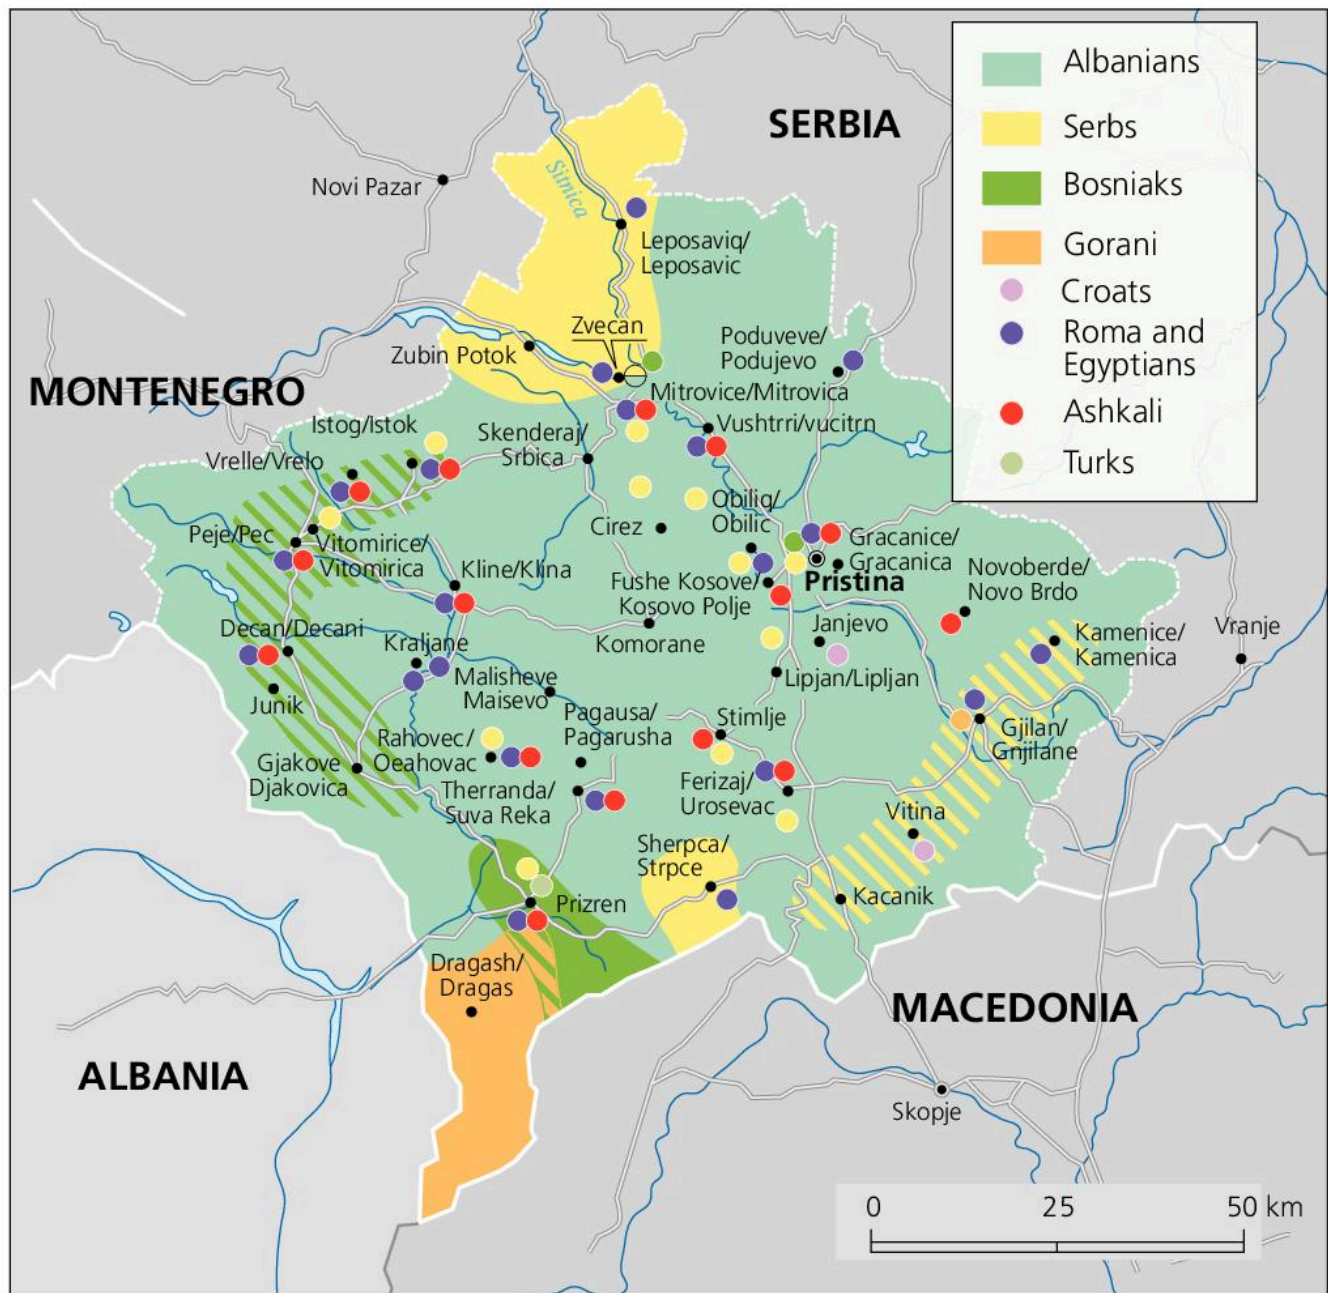 Albanians
Serbs
Bosniaks
Gorani
Croats
Roma and
Egyptians
Ashkali
Turks
SERBIA
Novi Pazar
Sitnica
Leposaviq/
Leposavic
Zvecan
Zubin Potok
Poduveve/
Podujevo
MONTENEGRO
Mitrovice/Mitrovica
Istog/Istok
Skenderaj/
Srbica
Vushtrri/vucitrn
Vrelle/Vrelo
Obiliq/
Obilic
Cirez
Peje/Pec
Vitomirice/
Vitomirica
Gracanice/
Gracanica
Pristina
Kline/Klina
Fushe Kosove/
Kosovo Polje
Novoberde/
Novo Brdo
Decan/Decani
Kraljane
Komorane
Janjevo
Kamenice/
Kamenica
Vranje
Malisheve
Maisevo
Lipjan/Lipljan
Junik
Pagausa/
Pagarusha
Stimlje
Gjilan/
Gnjilane
Rahovec/
Oeahovac
Gjakove
Djakovica
Therranda/
Suva Reka
Ferizaj/
Urosevac
Vitina
Sherpca/
Strpce
Prizren
Kacanik
Dragash/
Dragas
MACEDONIA
ALBANIA
Skopje
0 25 50 km